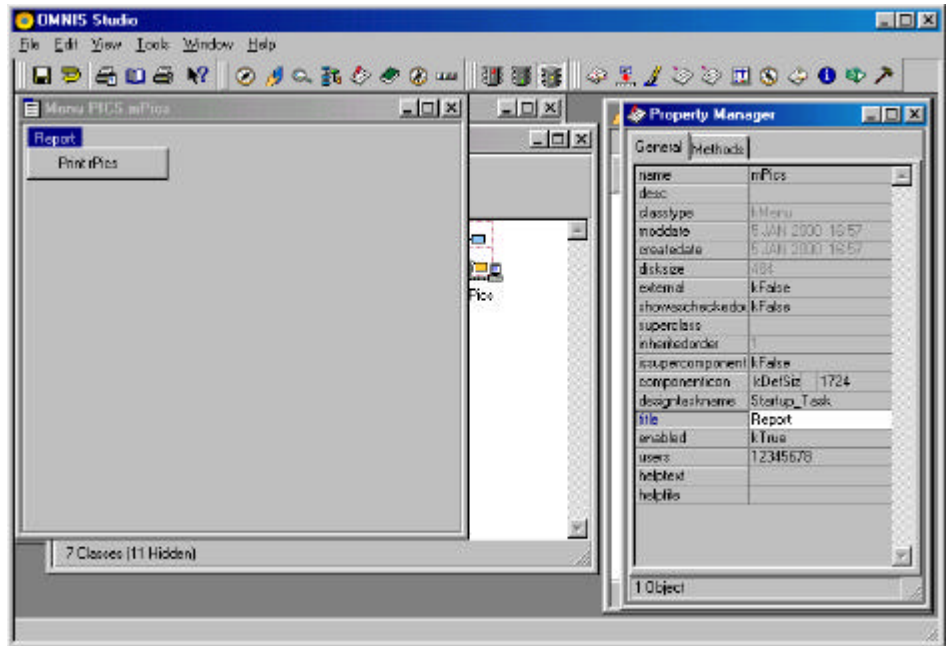 OMNIS Studio
File Edit View Tools Window Help
Menu PICS mPics
Report
Print rPics
Pics
7 Classes (11 Hidden)
Property Manager
General Methods
name mPics
desc
classtype kMenu
moddate 5 JAN 2000 16:57
createdate 5 JAN 2000 16:57
disksize 484
external kFalse
kFalse
superclass
inheritedorder 1
issupercomponent kFalse
componenticon kDefSiz 1724
designtaskname Startup_Task
title Report
enabled kTrue
users 12345678
helptext
helpfile
1 Object